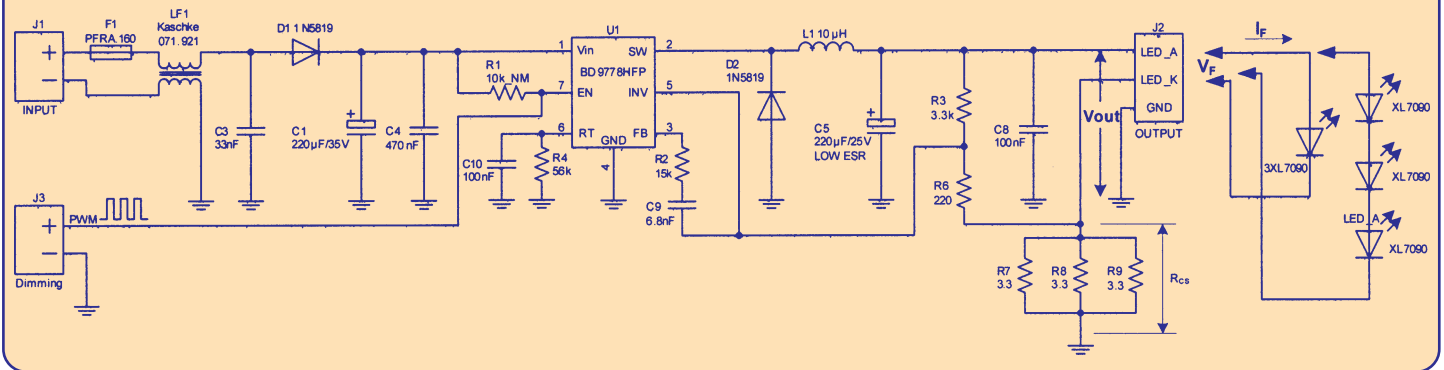 J1
INPUT
F1
PFRA.160
LF1
Kaschke
071.921
C3
33nF
D1 1N5819
C1
220µF/35V
C4
470nF
R1
10k_NM
U1
BD9778HFP
1
Vin
7
EN
6
RT
GND
4
SW
2
INV
5
FB
3
C10
100nF
R4
56k
R2
15k
C9
6.8nF
D2
1N5819
L1 10µH
C5
220µF/25V
LOW ESR
R3
3.3k
R6
220
C8
100nF
J2
LED_A
LED_K
GND
OUTPUT
Vout
IF
VF
3XL7090
XL7090
XL7090
LED_A
XL7090
R7
3.3
R8
3.3
R9
3.3
RCS
J3
PWM
Dimming